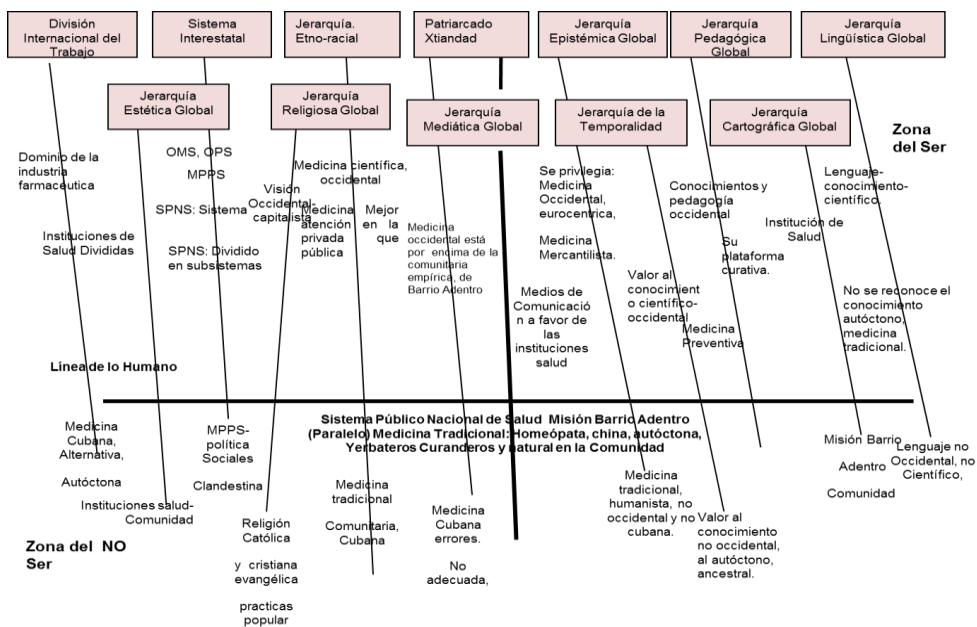 División
Internacional del
Trabajo
Sistema
Interestatal
Jerarquía.
Etno-racial
Patriarcado
Xtiandad
Jerarquía
Epistémica Global
Jerarquía
Pedagógica
Global
Jerarquía
Lingüística Global
Jerarquía
Estética Global
Jerarquía
Religiosa Global
Jerarquía
Mediática Global
Jerarquía de la
Temporalidad
Jerarquía
Cartográfica Global
Zona
del Ser
Dominio de la
industria
farmacéutica
Instituciones de
Salud Divididas
OMS, OPS
MPPS
SPNS: Sistema
SPNS: Dividido
en subsistemas
Visión
Occidental-
capitalista
Medicina científica,
occidental
Medicina Mejor
atención en la
privada que
pública
Medicina
occidental está
por encima de la
comunitaria
empírica, de
Barrio Adentro
Medios de
Comunicació
n a favor de
las
instituciones
salud
Se privilegia:
Medicina
Occidental,
eurocentrica,
Medicina
Mercantilista.
Valor al
conocimient
o científico-
occidental
Conocimientos y
pedagogía
occidental
Su
plataforma
curativa.
Medicina
Preventiva
Institución de
Salud
Lenguaje-
conocimiento-
científico.
No se reconoce el
conocimiento
autóctono,
medicina
tradicional.
Línea de lo Humano
Sistema Público Nacional de Salud Misión Barrio Adentro
(Paralelo) Medicina Tradicional: Homeópata, china, autóctona,
Yerbateros Curanderos y natural en la Comunidad
Medicina
Cubana,
Alternativa,
Autóctona
Instituciones salud-
Comunidad
MPPS-
política
Sociales
Clandestina
Religión
Católica
y cristiana
evangélica
practicas
popular
Medicina
tradicional
Comunitaria,
Cubana
Medicina
Cubana
errores.
No
adecuada,
Medicina
tradicional,
humanista, no
occidental y no
cubana.
Valor al
conocimiento
no occidental,
al autóctono,
ancestral.
Misión Barrio
Adentro
Comunidad
Lenguaje no
Occidental, no
Científico,
Zona del NO
Ser